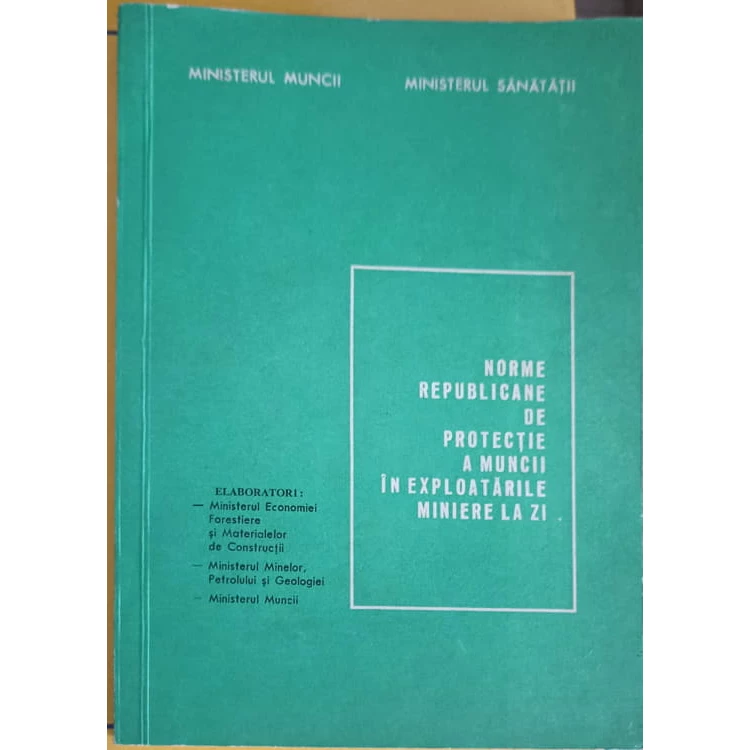 MINISTERUL MUNCII
MINISTERUL SĂNĂTĂȚII
NORME
REPUBLICANE
DE
PROTECȚIE
A MUNCII
ÎN EXPLOATĂRILE
MINIERE LA ZI
ELABORATORI:
— Ministerul Economiei
Forestiere
și Materialelor
de Construcții
— Ministerul Minelor,
Petrolului și Geologiei
— Ministerul Muncii